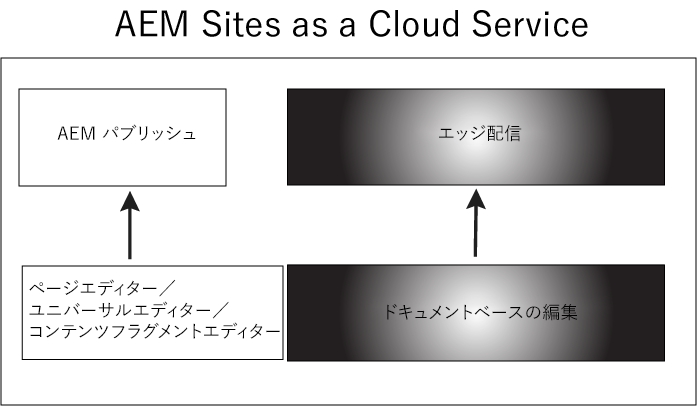 AEM Sites as a Cloud Service
AEM パブリッシュ
エッジ配信
ページエディター／
ユニバーサルエディター／
コンテンツフラグメントエディター
ドキュメントベースの編集